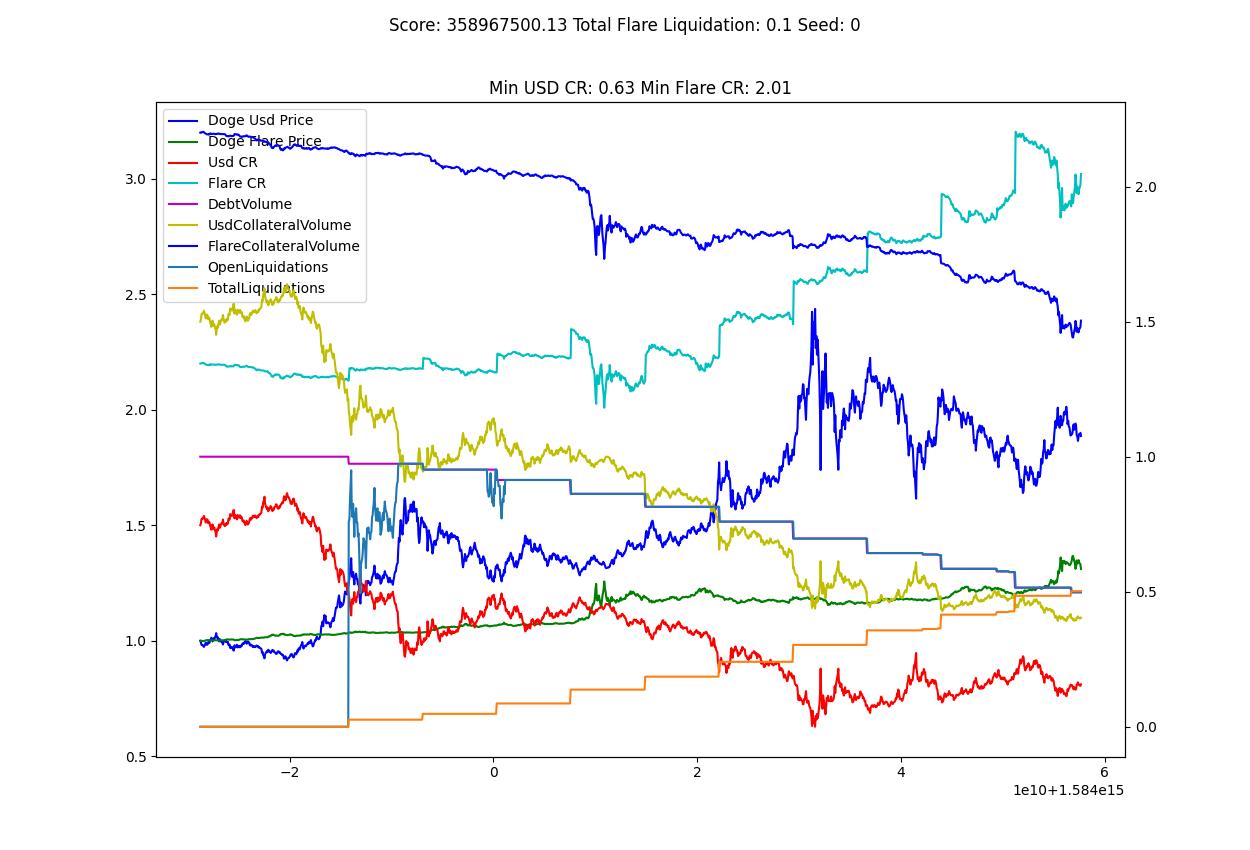 Score: 358967500.13 Total Flare Liquidation: 0.1 Seed: 0
Min USD CR: 0.63 Min Flare CR: 2.01
Doge Usd Price
Doge Flare Price
Usd CR
Flare CR
DebtVolume
UsdCollateralVolume
FlareCollateralVolume
OpenLiquidations
TotalLiquidations
3.0
2.5
2.0
1.5
1.0
0.5
2.0
1.5
1.0
0.5
0.0
−2
0
2
4
6
1e10+1.584e15